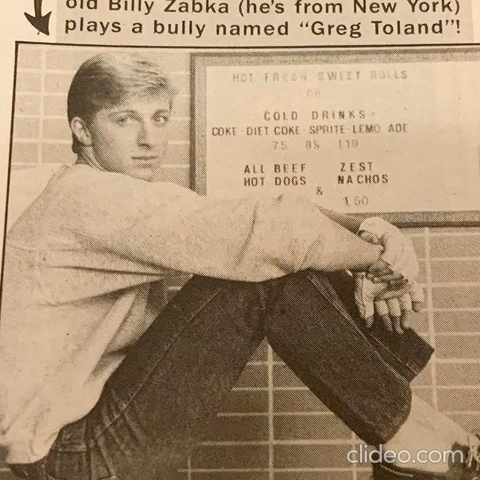 old Billy Zabka (he's from New York)
plays a bully named “Greg Toland”!
HOT FRESH SWEET ROLLS
COLD DRINKS
COKE - DIET COKE - SPRITE - LEMO ADE
75 85 119
ALL BEEF ZEST
HOT DOGS NACHOS
&
1 50
clideo.com